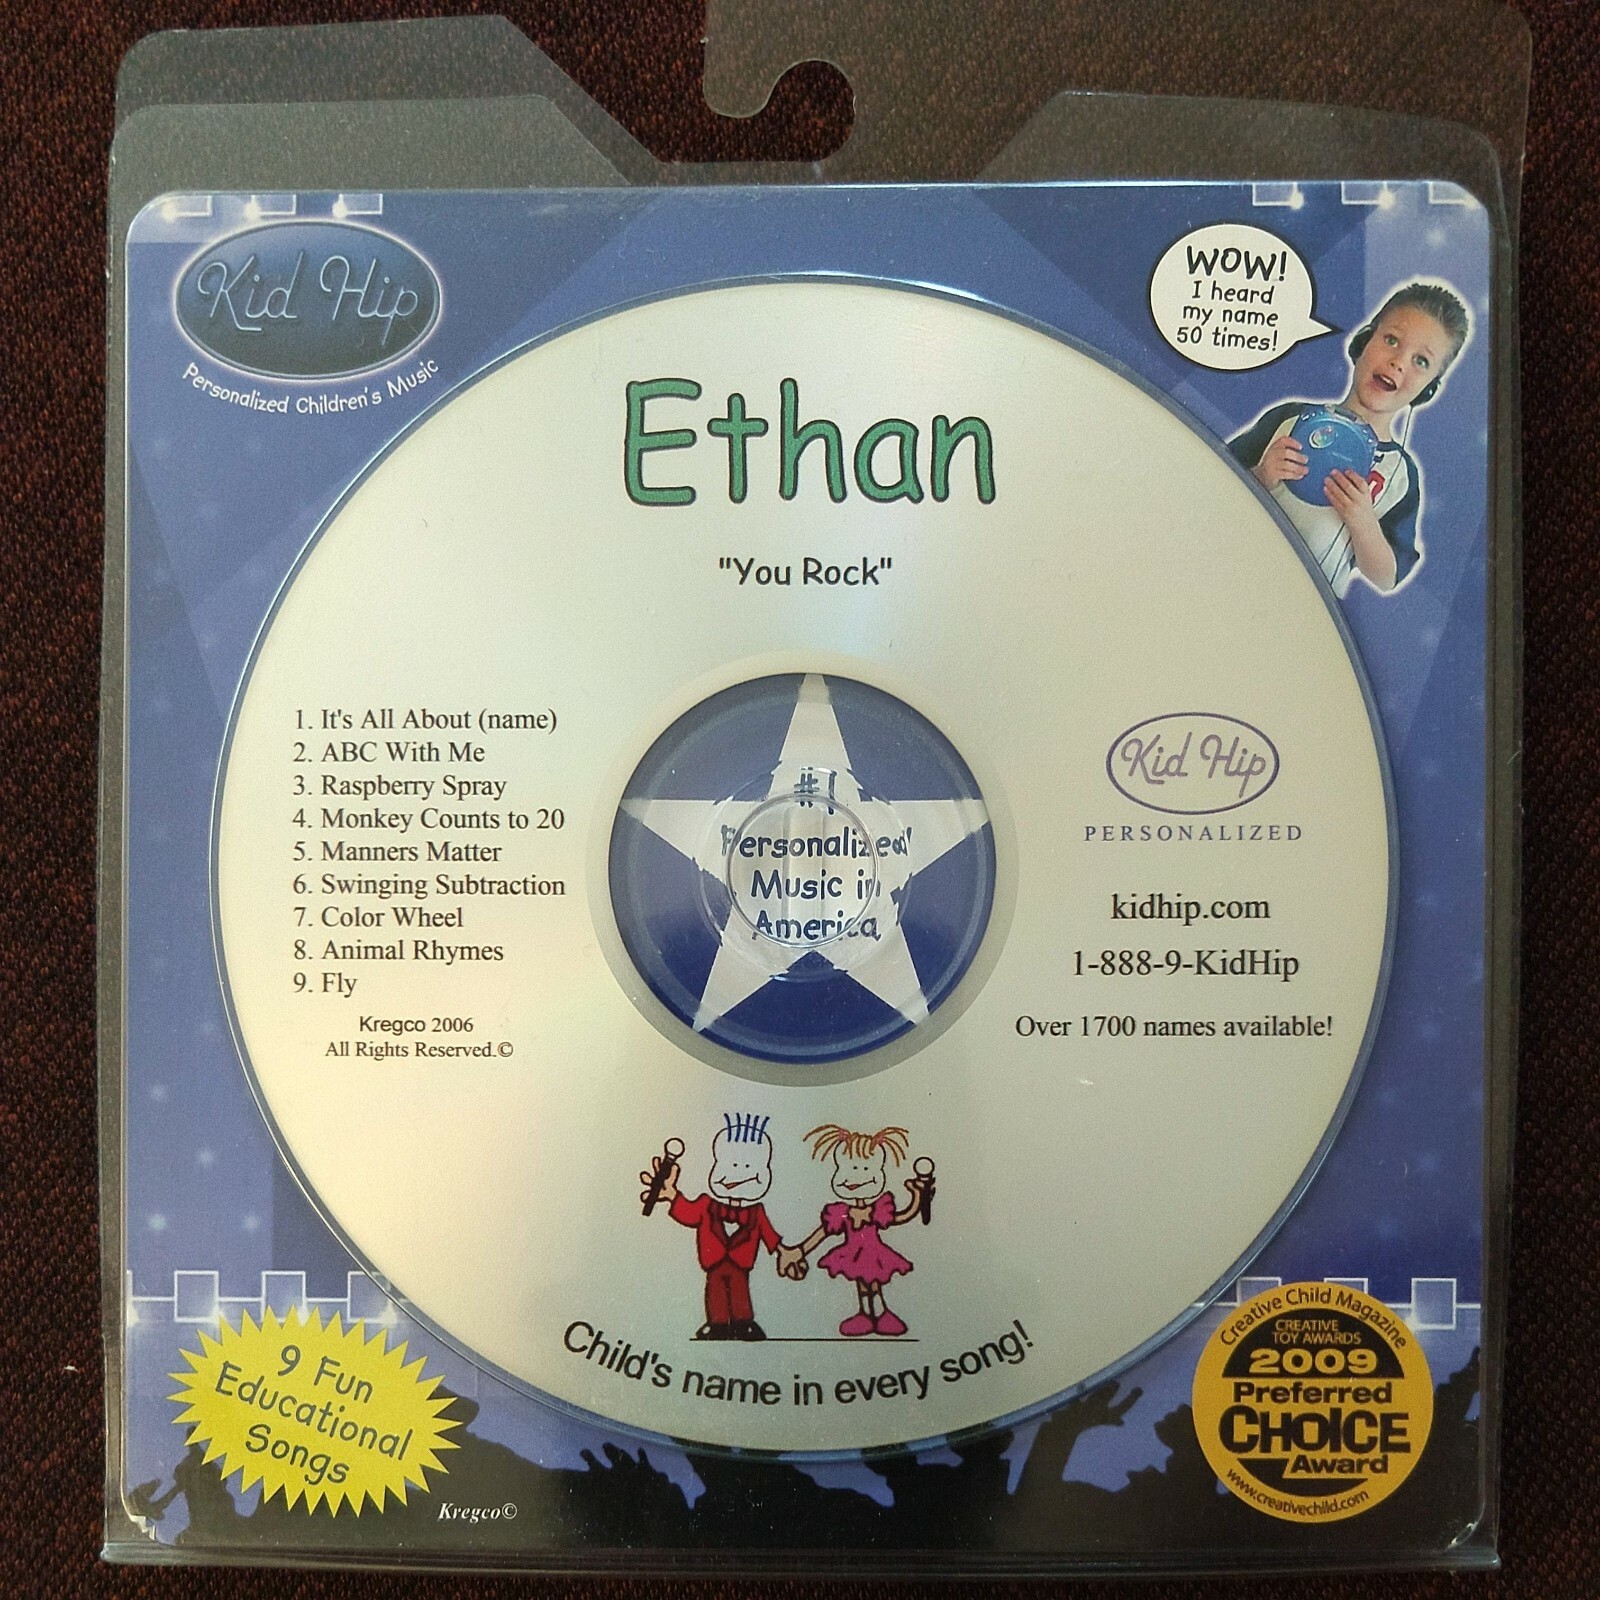 Kid Hip
Personalized Children's Music
WOW!
I heard
my name
50 times!
Ethan
"You Rock"
1. It's All About (name)
2. ABC With Me
3. Raspberry Spray
4. Monkey Counts to 20
5. Manners Matter
6. Swinging Subtraction
7. Color Wheel
8. Animal Rhymes
9. Fly
Kregco 2006
All Rights Reserved.©
#1
Personalized
Music in
America
Kid Hip
PERSONALIZED
kidhip.com
1-888-9-KidHip
Over 1700 names available!
Child's name in every song!
9 Fun
Educational
Songs
Kregco©
Creative Child Magazine
CREATIVE
TOY AWARDS
2009
Preferred
CHOICE
Award
www.creativechild.com